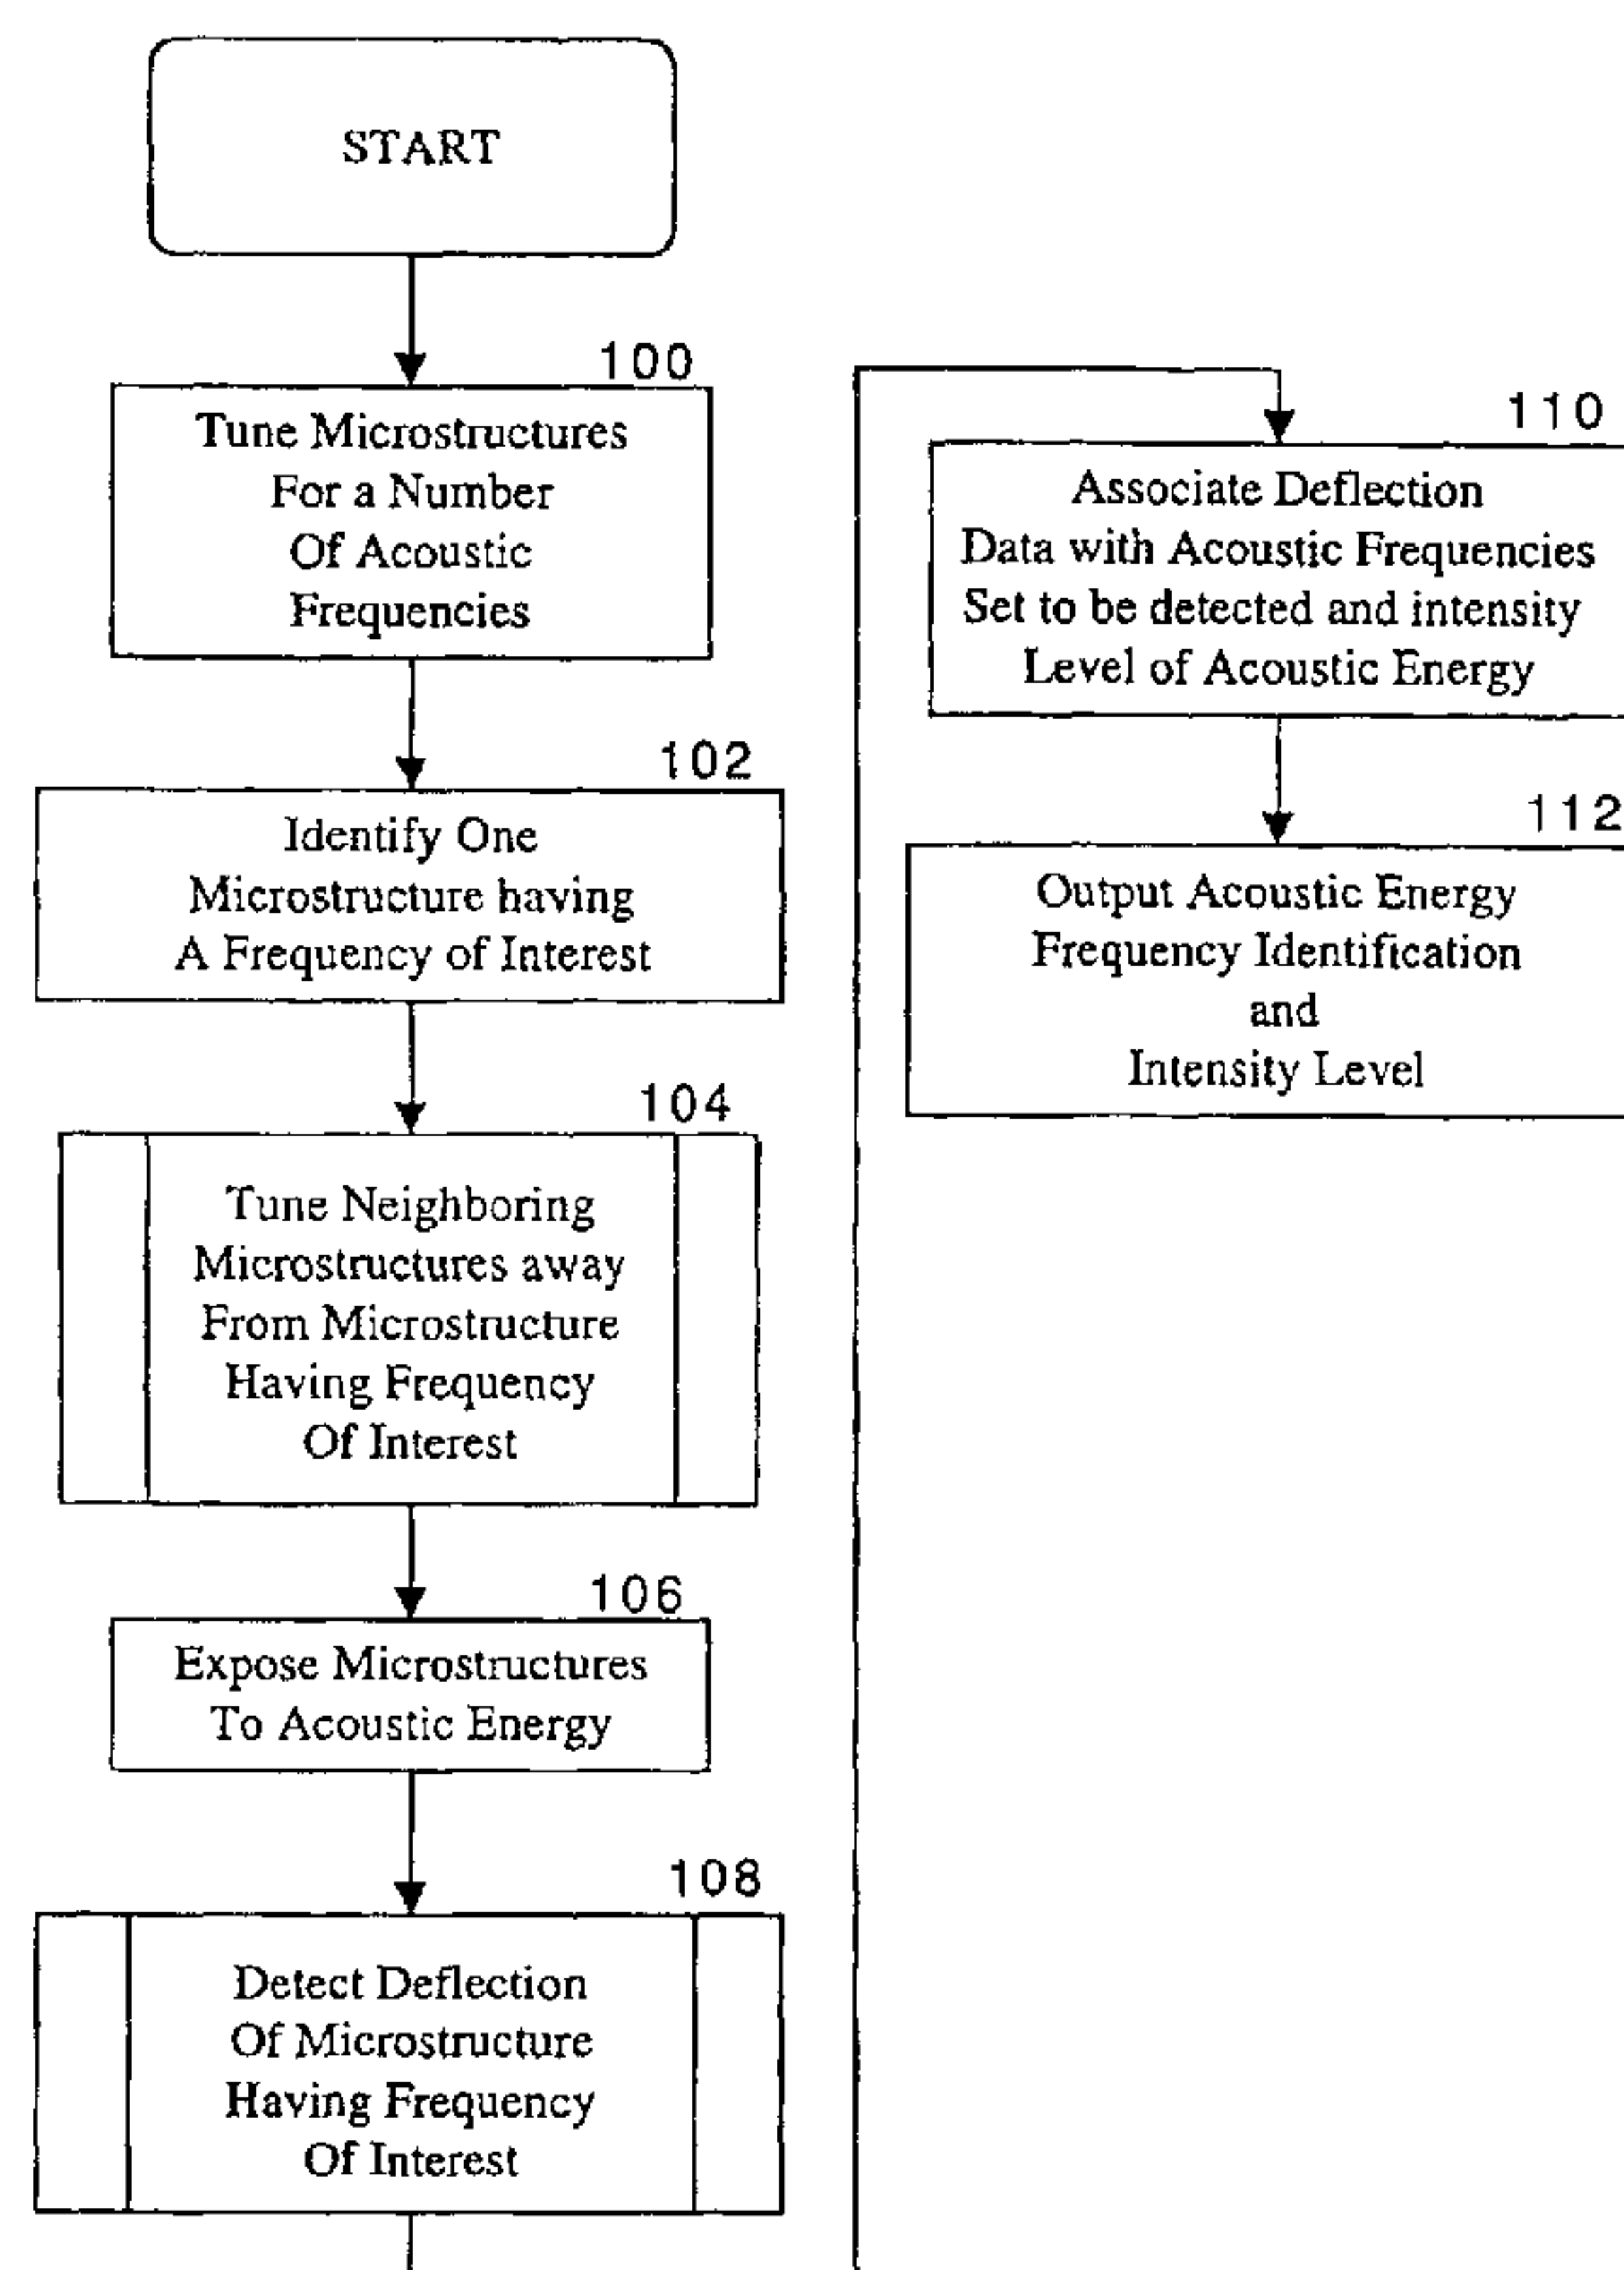 START
100
Tune Microstructures
For a Number
Of Acoustic
Frequencies
102
Identify One
Microstructure having
A Frequency of Interest
104
Tune Neighboring
Microstructures away
From Microstructure
Having Frequency
Of Interest
106
Expose Microstructures
To Acoustic Energy
108
Detect Deflection
Of Microstructure
Having Frequency
Of Interest
110
Associate Deflection
Data with Acoustic Frequencies
Set to be detected and intensity
Level of Acoustic Energy
112
Output Acoustic Energy
Frequency Identification
and
Intensity Level